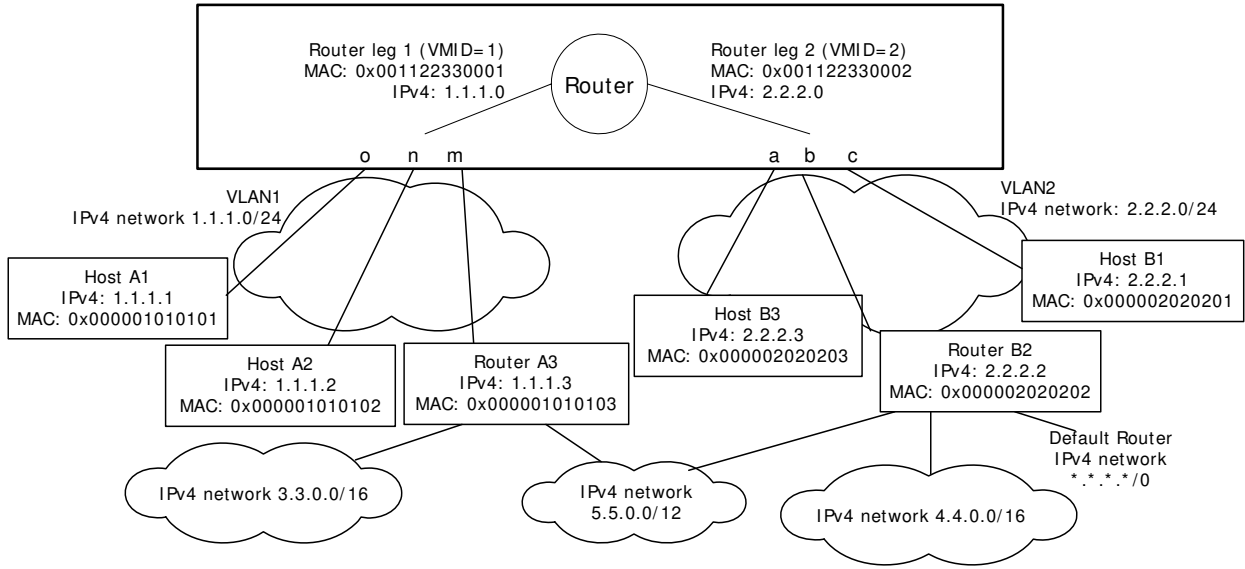 Router leg 1 (VMID=1)
MAC: 0x001122330001
IPv4: 1.1.1.0
Router
Router leg 2 (VMID=2)
MAC: 0x001122330002
IPv4: 2.2.2.0
o n m
a b c
VLAN1
IPv4 network 1.1.1.0/24
VLAN2
IPv4 network: 2.2.2.0/24
Host A1
IPv4: 1.1.1.1
MAC: 0x000001010101
Host B1
IPv4: 2.2.2.1
MAC: 0x000002020201
Host B3
IPv4: 2.2.2.3
MAC: 0x000002020203
Host A2
IPv4: 1.1.1.2
MAC: 0x000001010102
Router A3
IPv4: 1.1.1.3
MAC: 0x000001010103
Router B2
IPv4: 2.2.2.2
MAC: 0x000002020202
Default Router
IPv4 network
*.*.*.*/0
IPv4 network 3.3.0.0/16
IPv4 network
5.5.0.0/12
IPv4 network 4.4.0.0/16